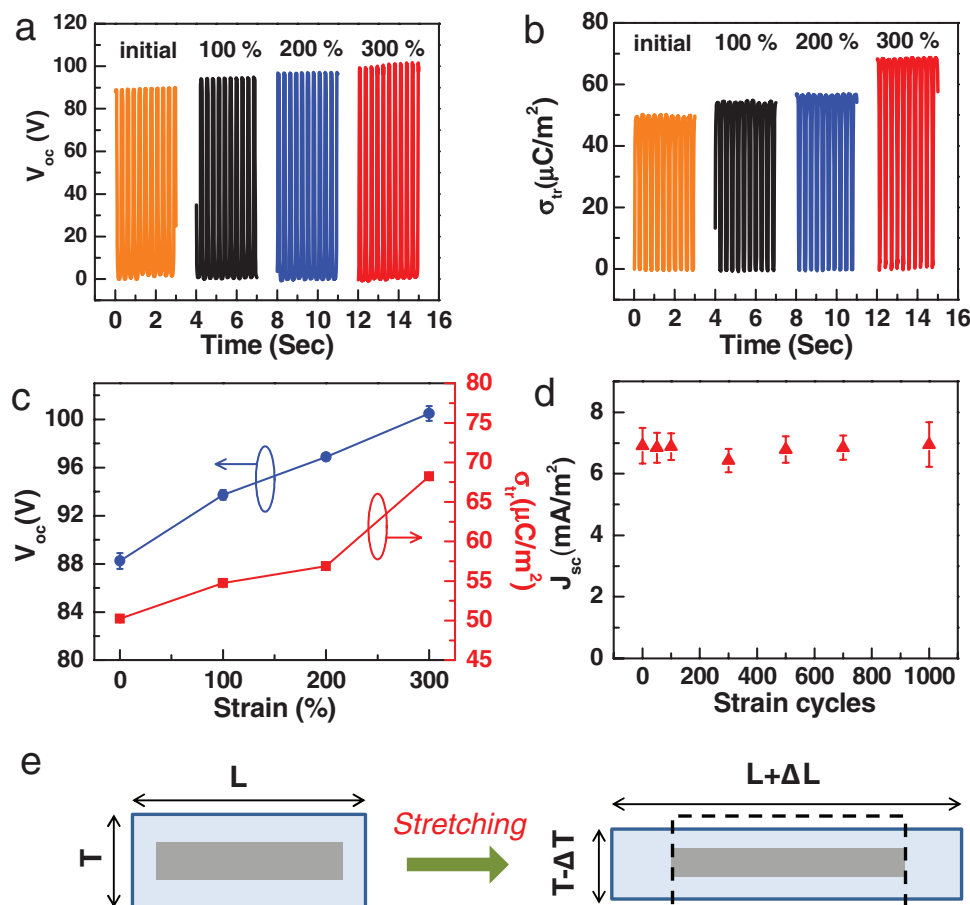 a
initial 100 % 200 % 300 %
V_oc (V)
120
100
80
60
40
20
0
0 2 4 6 8 10 12 14 16
Time (Sec)
b
initial 100 % 200 % 300 %
σ_tr(μC/m²)
80
60
40
20
0
0 2 4 6 8 10 12 14 16
Time (Sec)
c
V_oc(V)
100
96
92
88
84
80
0 100 200 300
Strain (%)
80
75
70
65
60
55
50
45
σ_tr(μC/m²)
d
J_sc(mA/m²)
8
6
4
2
0
0 200 400 600 800 1000
Strain cycles
e
L
T
Stretching
L+ΔL
T-ΔT